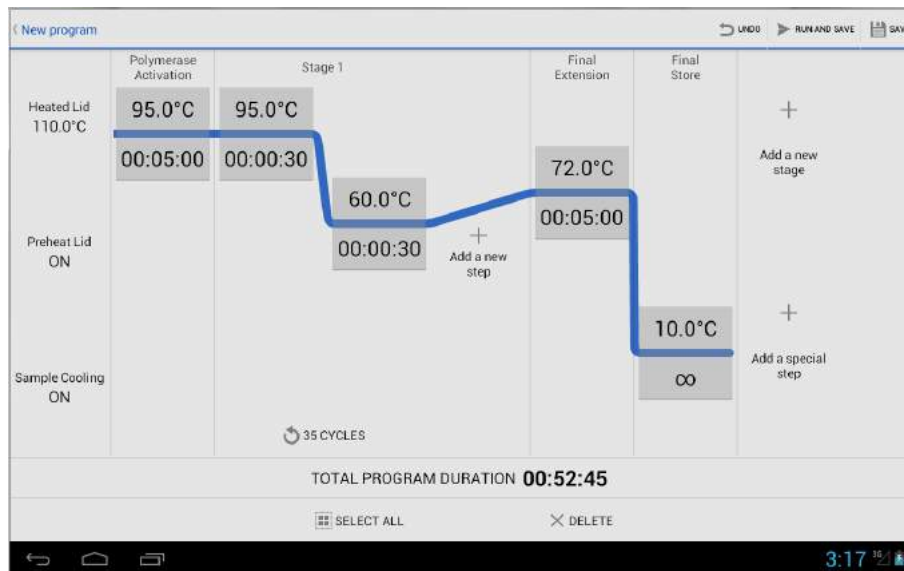 New program
UNDO
RUN AND SAVE
SAV
Polymerase
Activation
Stage 1
Final
Extension
Final
Store
Heated Lid
110.0°C
95.0°C
00:05:00
95.0°C
00:00:30
60.0°C
00:00:30
Add a new
step
72.0°C
00:05:00
10.0°C
∞
Add a new
stage
Add a special
step
Preheat Lid
ON
Sample Cooling
ON
35 CYCLES
TOTAL PROGRAM DURATION 00:52:45
SELECT ALL
DELETE
3:17 3G